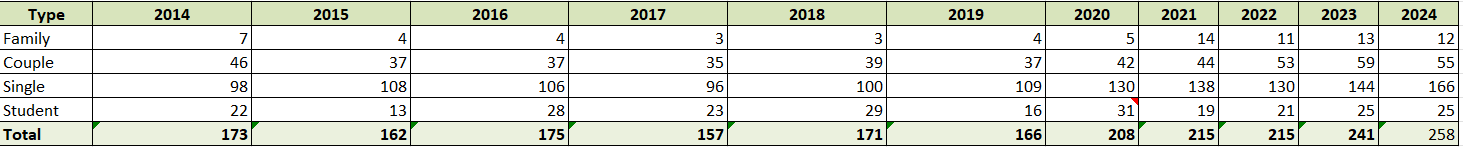 Type 2014 2015 2016 2017 2018 2019 2020 2021 2022 2023 2024
Family 7 4 4 3 3 4 5 14 11 13 12
Couple 46 37 37 35 39 37 42 44 53 59 55
Single 98 108 106 96 100 109 130 138 130 144 166
Student 22 13 28 23 29 16 31 19 21 25 25
Total 173 162 175 157 171 166 208 215 215 241 258